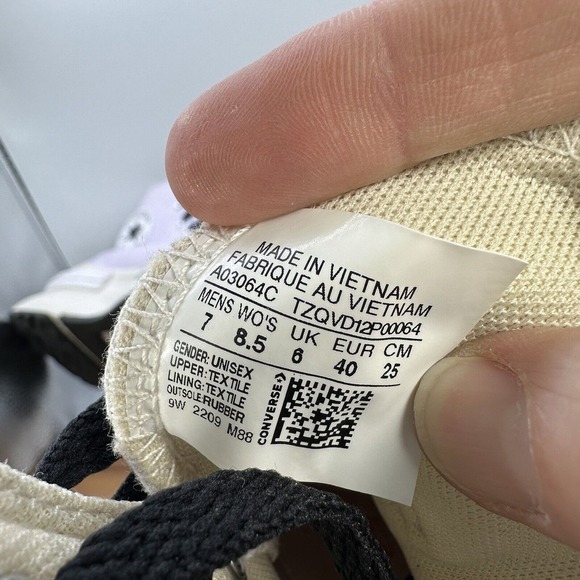 MADE IN VIETNAM
FABRIQUE AU VIETNAM
A03064C TZQVD12P00064
MENS WO'S UK EUR CM
7 8.5 6 40 25
GENDER: UNISEX
UPPER: TEXTILE
LINING: TEXTILE
OUTSOLE: RUBBER
9W 2209 M88
CONVERSE